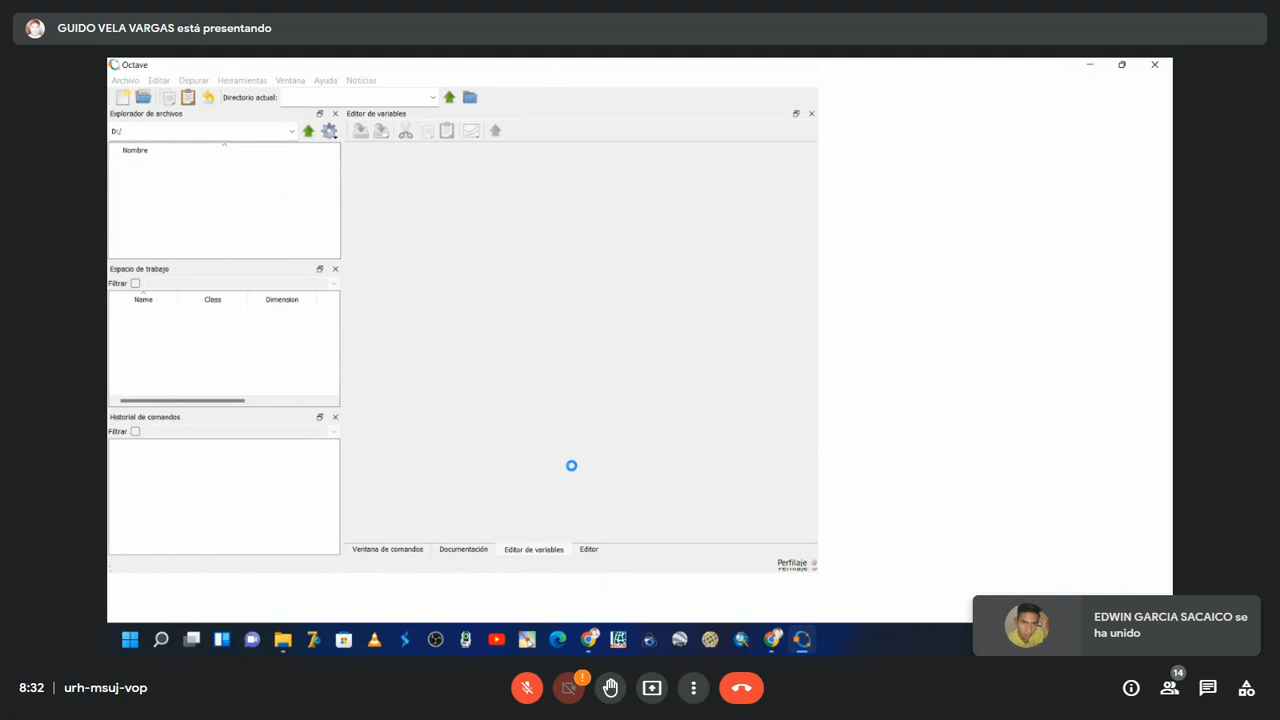 GUIDO VELA VARGAS está presentando
Octave
Archivo Editar Depurar Herramientas Ventana Ayuda Noticias
Directorio actual:
Explorador de archivos
Editor de variables
D:/
Nombre
Espacio de trabajo
Filtrar
Name Class Dimension
Historial de comandos
Filtrar
Ventana de comandos Documentación Editor de variables Editor
Perfilaje
Perfilaje
EDWIN GARCIA SACAICO se
ha unido
8:32 urh-msuj-vop
14